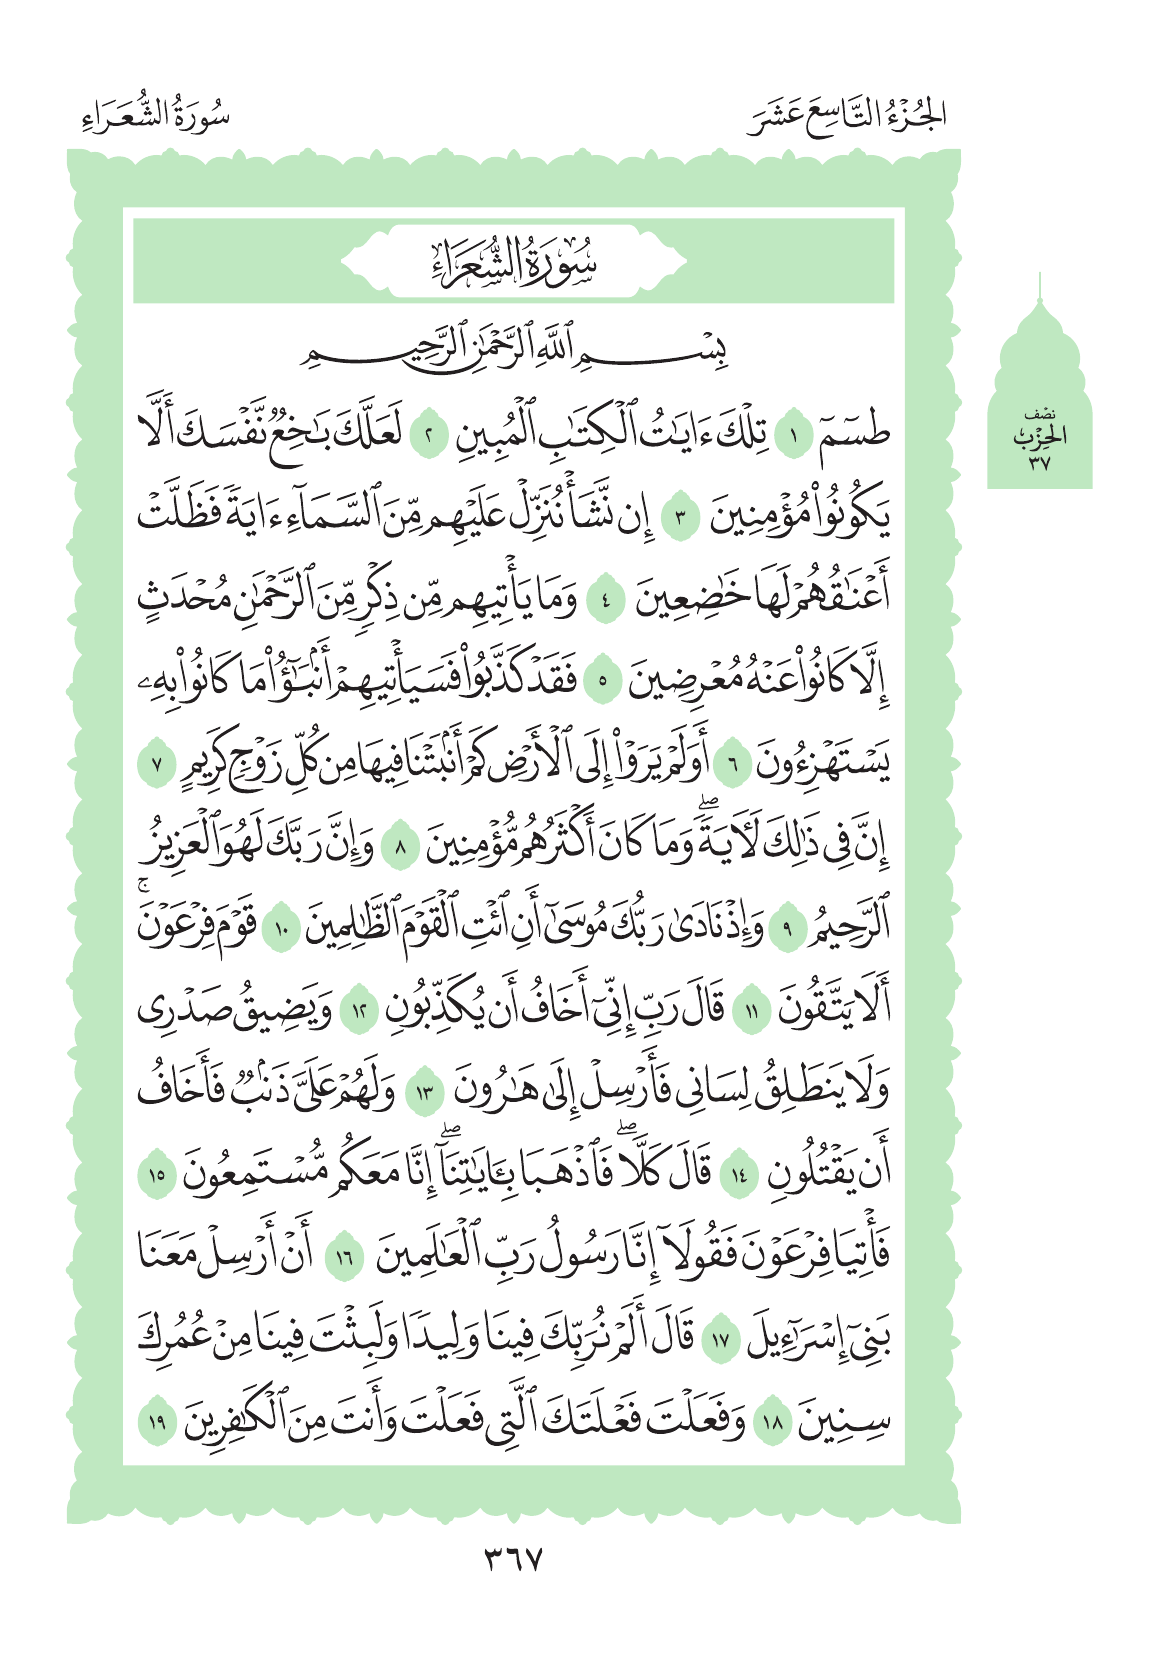 الجُزْءُ التَّاسِعَ عَشَرَ
سُورَةُ الشُّعَرَاءِ
سُورَةُ الشُّعَرَاءِ
بِسْمِ ٱللَّهِ ٱلرَّحْمَٰنِ ٱلرَّحِيمِ
طسٓمٓ ١ تِلْكَ ءَايَٰتُ ٱلْكِتَٰبِ ٱلْمُبِينِ ٢ لَعَلَّكَ بَٰخِعٌ نَّفْسَكَ أَلَّا
يَكُونُوا۟ مُؤْمِنِينَ ٣ إِن نَّشَأْ نُنَزِّلْ عَلَيْهِم مِّنَ ٱلسَّمَآءِ ءَايَةً فَظَلَّتْ
أَعْنَٰقُهُمْ لَهَا خَٰضِعِينَ ٤ وَمَا يَأْتِيهِم مِّن ذِكْرٍ مِّنَ ٱلرَّحْمَٰنِ مُحْدَثٍ
إِلَّا كَانُوا۟ عَنْهُ مُعْرِضِينَ ٥ فَقَدْ كَذَّبُوا۟ فَسَيَأْتِيهِمْ أَنۢبَٰٓؤُا۟ مَا كَانُوا۟ بِهِۦ
يَسْتَهْزِءُونَ ٦ أَوَلَمْ يَرَوْا۟ إِلَى ٱلْأَرْضِ كَمْ أَنۢبَتْنَا فِيهَا مِن كُلِّ زَوْجٍ كَرِيمٍ ٧
إِنَّ فِى ذَٰلِكَ لَءَايَةً ۖ وَمَا كَانَ أَكْثَرُهُم مُّؤْمِنِينَ ٨ وَإِنَّ رَبَّكَ لَهُوَ ٱلْعَزِيزُ
ٱلرَّحِيمُ ٩ وَإِذْ نَادَىٰ رَبُّكَ مُوسَىٰٓ أَنِ ٱئْتِ ٱلْقَوْمَ ٱلظَّٰلِمِينَ ١٠ قَوْمَ فِرْعَوْنَ ۚ
أَلَا يَتَّقُونَ ١١ قَالَ رَبِّ إِنِّىٓ أَخَافُ أَن يُكَذِّبُونِ ١٢ وَيَضِيقُ صَدْرِى
وَلَا يَنطَلِقُ لِسَانِى فَأَرْسِلْ إِلَىٰ هَٰرُونَ ١٣ وَلَهُمْ عَلَىَّ ذَنۢبٌ فَأَخَافُ
أَن يَقْتُلُونِ ١٤ قَالَ كَلَّا ۖ فَٱذْهَبَا بِـَٔايَٰتِنَآ ۖ إِنَّا مَعَكُم مُّسْتَمِعُونَ ١٥
فَأْتِيَا فِرْعَوْنَ فَقُولَآ إِنَّا رَسُولُ رَبِّ ٱلْعَٰلَمِينَ ١٦ أَنْ أَرْسِلْ مَعَنَا
بَنِىٓ إِسْرَٰٓءِيلَ ١٧ قَالَ أَلَمْ نُرَبِّكَ فِينَا وَلِيدًا وَلَبِثْتَ فِينَا مِنْ عُمُرِكَ
سِنِينَ ١٨ وَفَعَلْتَ فَعْلَتَكَ ٱلَّتِى فَعَلْتَ وَأَنتَ مِنَ ٱلْكَٰفِرِينَ ١٩
نصْف
الحِزْبِ
٣٧
٣٦٧